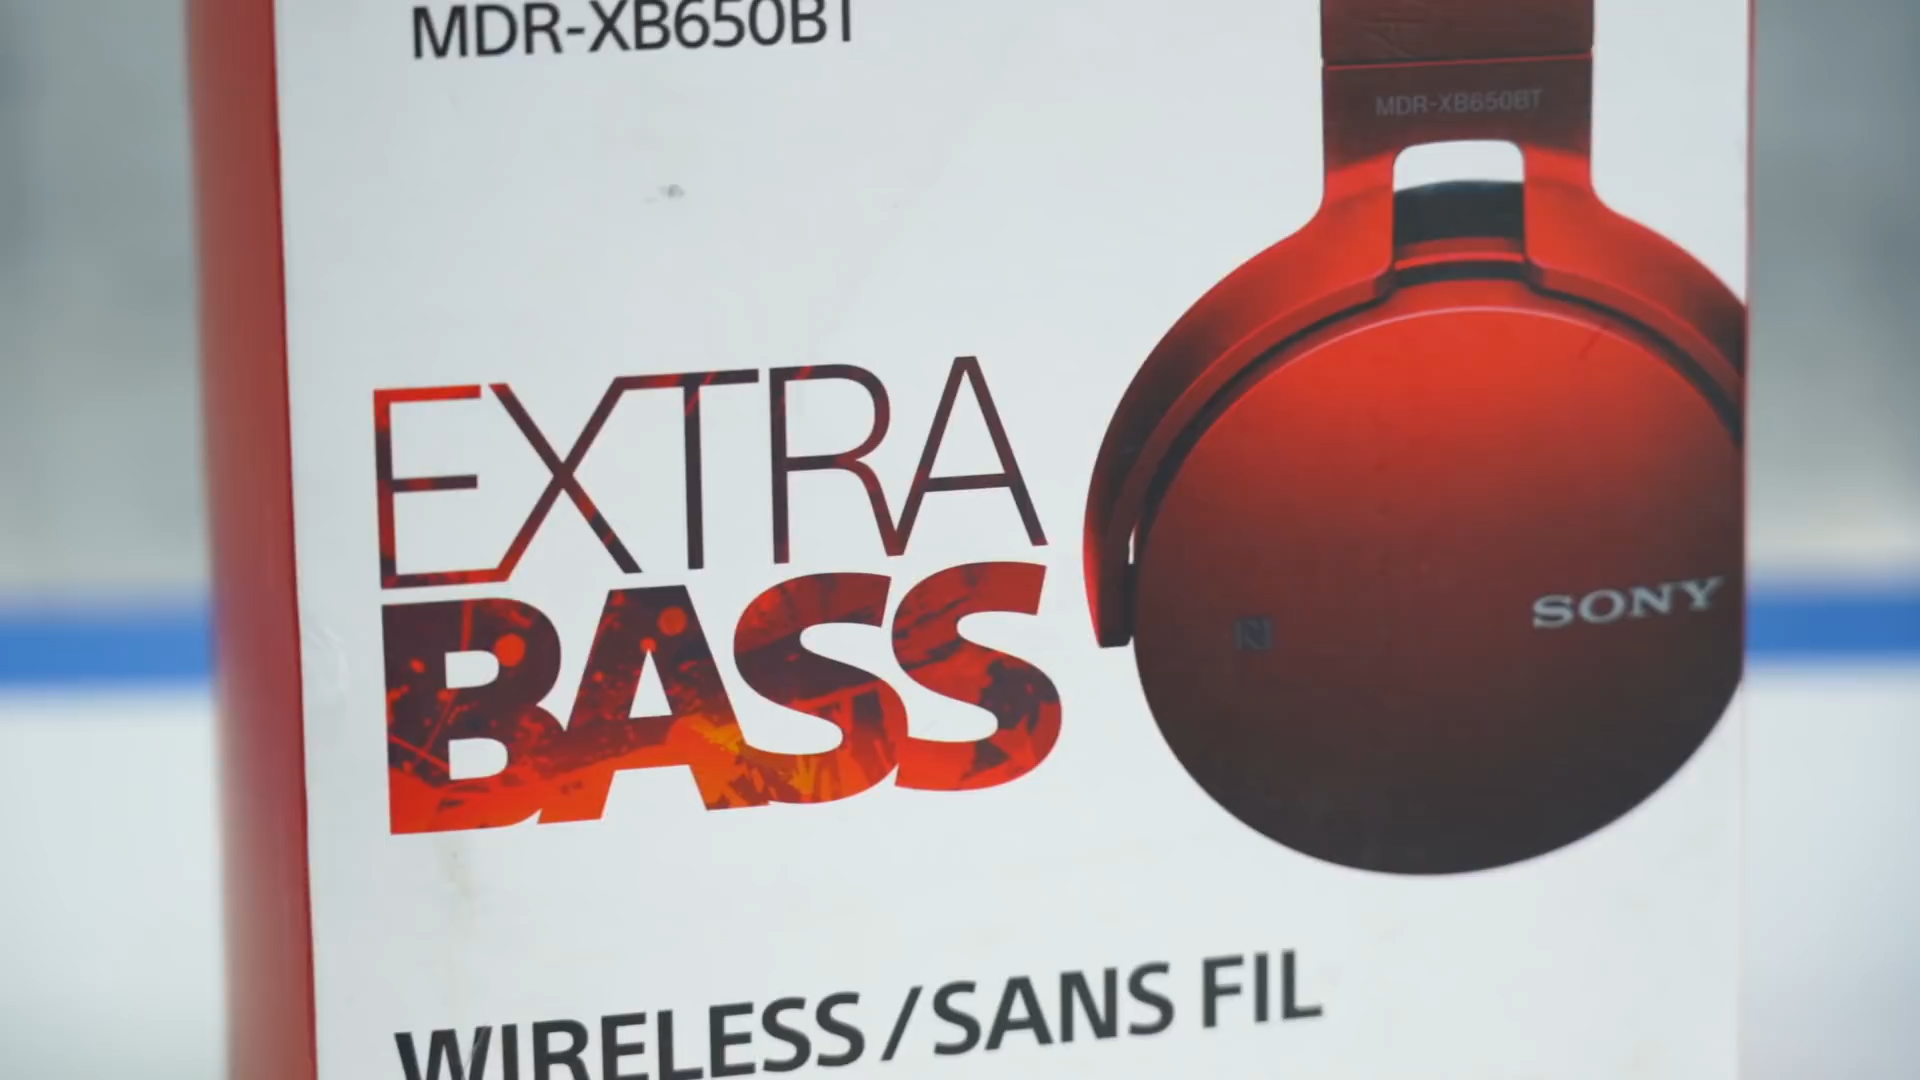 MDR-XB650BT
MDR-XB650BT
EXTRA
BASS
SONY
WIRELESS / SANS FIL